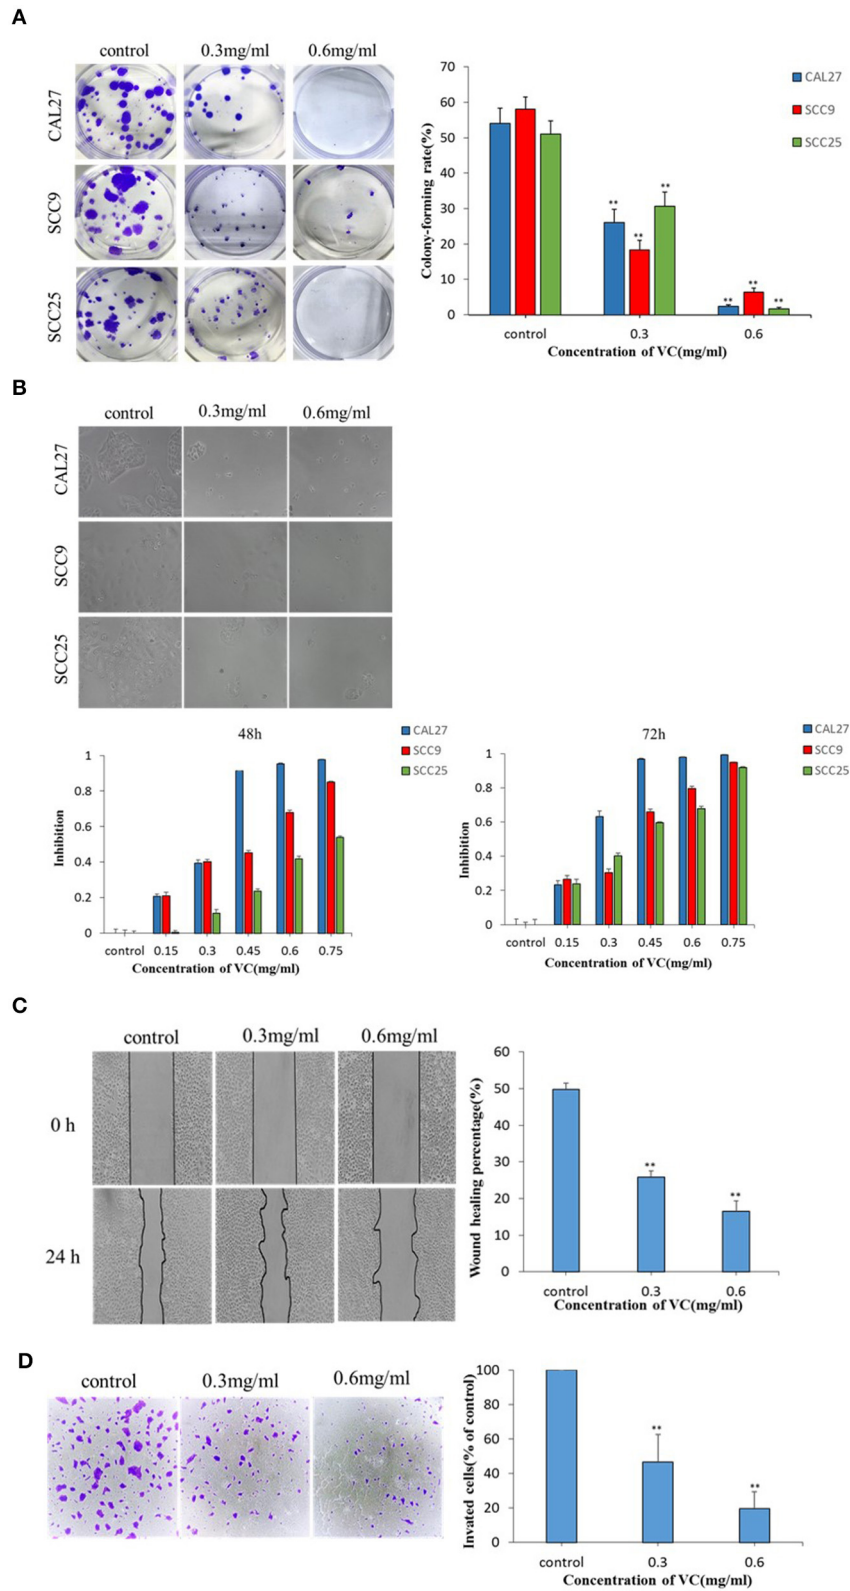 A
control 0.3mg/ml 0.6mg/ml
CAL27
SCC9
SCC25
Colony-forming rate(%)
70
60
50
40
30
20
10
0
** ** **
** ** **
control 0.3 0.6
Concentration of VC(mg/ml)
CAL27
SCC9
SCC25
B
control 0.3mg/ml 0.6mg/ml
CAL27
SCC9
SCC25
48h
CAL27
SCC9
SCC25
Inhibition
1
0.8
0.6
0.4
0.2
0
control 0.15 0.3 0.45 0.6 0.75
Concentration of VC(mg/ml)
72h
CAL27
SCC9
SCC25
Inhibition
1
0.8
0.6
0.4
0.2
0
control 0.15 0.3 0.45 0.6 0.75
Concentration of VC(mg/ml)
C
control 0.3mg/ml 0.6mg/ml
0 h
24 h
Wound healing percentage(%)
60
50
40
30
20
10
0
** **
control 0.3 0.6
Concentration of VC(mg/ml)
D
control 0.3mg/ml 0.6mg/ml
Invated cells(% of control)
100
80
60
40
20
0
** **
control 0.3 0.6
Concentration of VC(mg/ml)